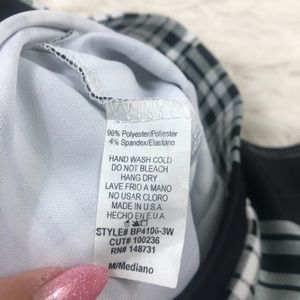 96% Polyester/Poliester
4% Spandex/Elastano
HAND WASH COLD
DO NOT BLEACH
HANG DRY
LAVE FRIO A MANO
NO USAR CLORO
MADE IN U.S.A.
HECHO EN E.U.A.
STYLE# BP4106-3W
CUT# 100236
RN# 148731
M/Mediano